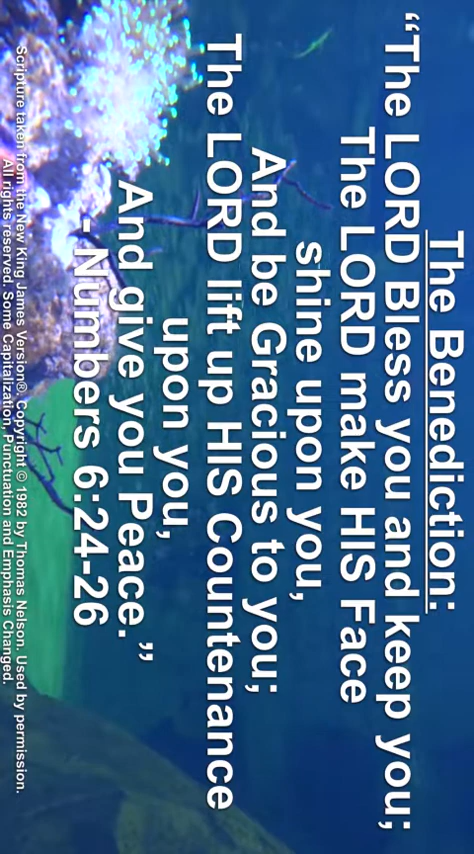 The Benediction:
“The LORD Bless you and keep you;
The LORD make HIS Face
shine upon you,
And be Gracious to you;
The LORD lift up HIS Countenance
upon you,
And give you Peace.”
- Numbers 6:24-26
Scripture taken from the New King James Version®. Copyright © 1982 by Thomas Nelson. Used by permission.
All rights reserved. Some Capitalization, Punctuation and Emphasis Changed.